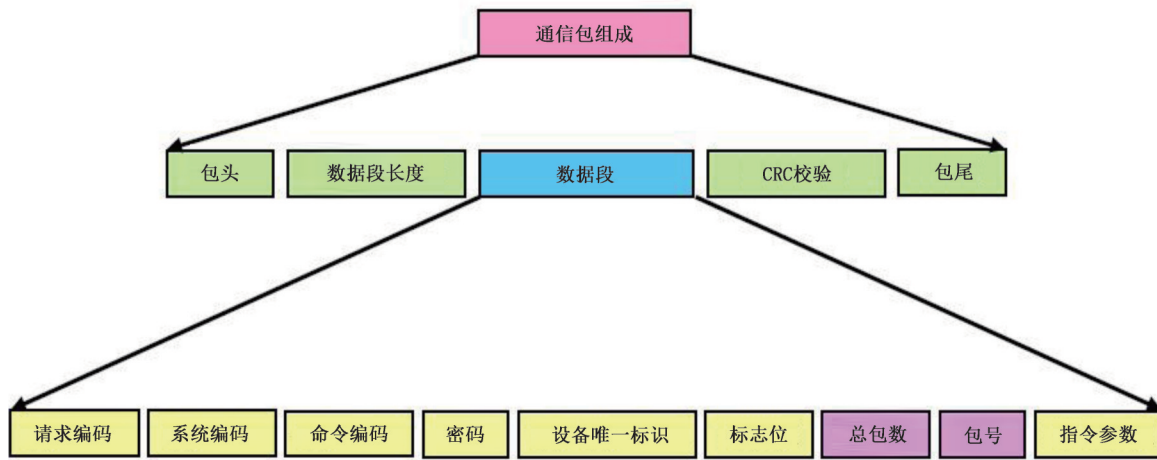 通信包组成
包头 数据段长度 数据段 CRC校验 包尾
请求编码 系统编码 命令编码 密码 设备唯一标识 标志位 总包数 包号 指令参数